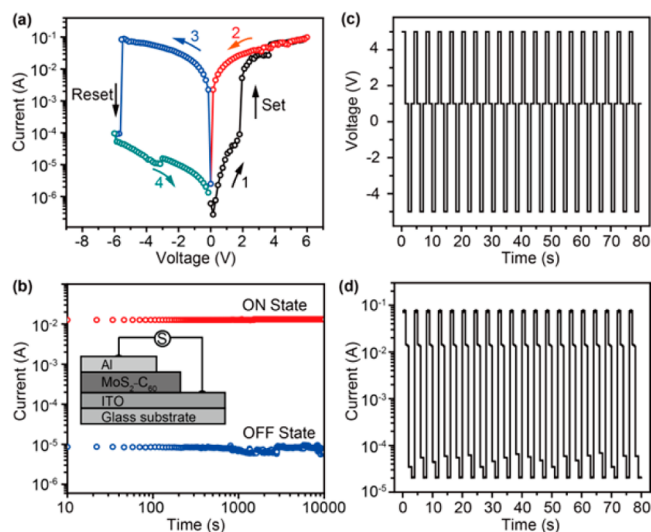 (a)
Current (A)
10⁻¹
10⁻²
10⁻³
10⁻⁴
10⁻⁵
10⁻⁶
3
2
Reset
Set
4
1
-8 -6 -4 -2 0 2 4 6
Voltage (V)
(b)
Current (A)
10⁻¹
10⁻²
10⁻³
10⁻⁴
10⁻⁵
10⁻⁶
ON State
S
Al
MoS₂-C₆₀
ITO
Glass substrate
OFF State
10 100 1000 10000
Time (s)
(c)
Voltage (V)
4
2
0
-2
-4
0 10 20 30 40 50 60 70 80
Time (s)
(d)
Current (A)
10⁻¹
10⁻²
10⁻³
10⁻⁴
10⁻⁵
0 10 20 30 40 50 60 70 80
Time (s)